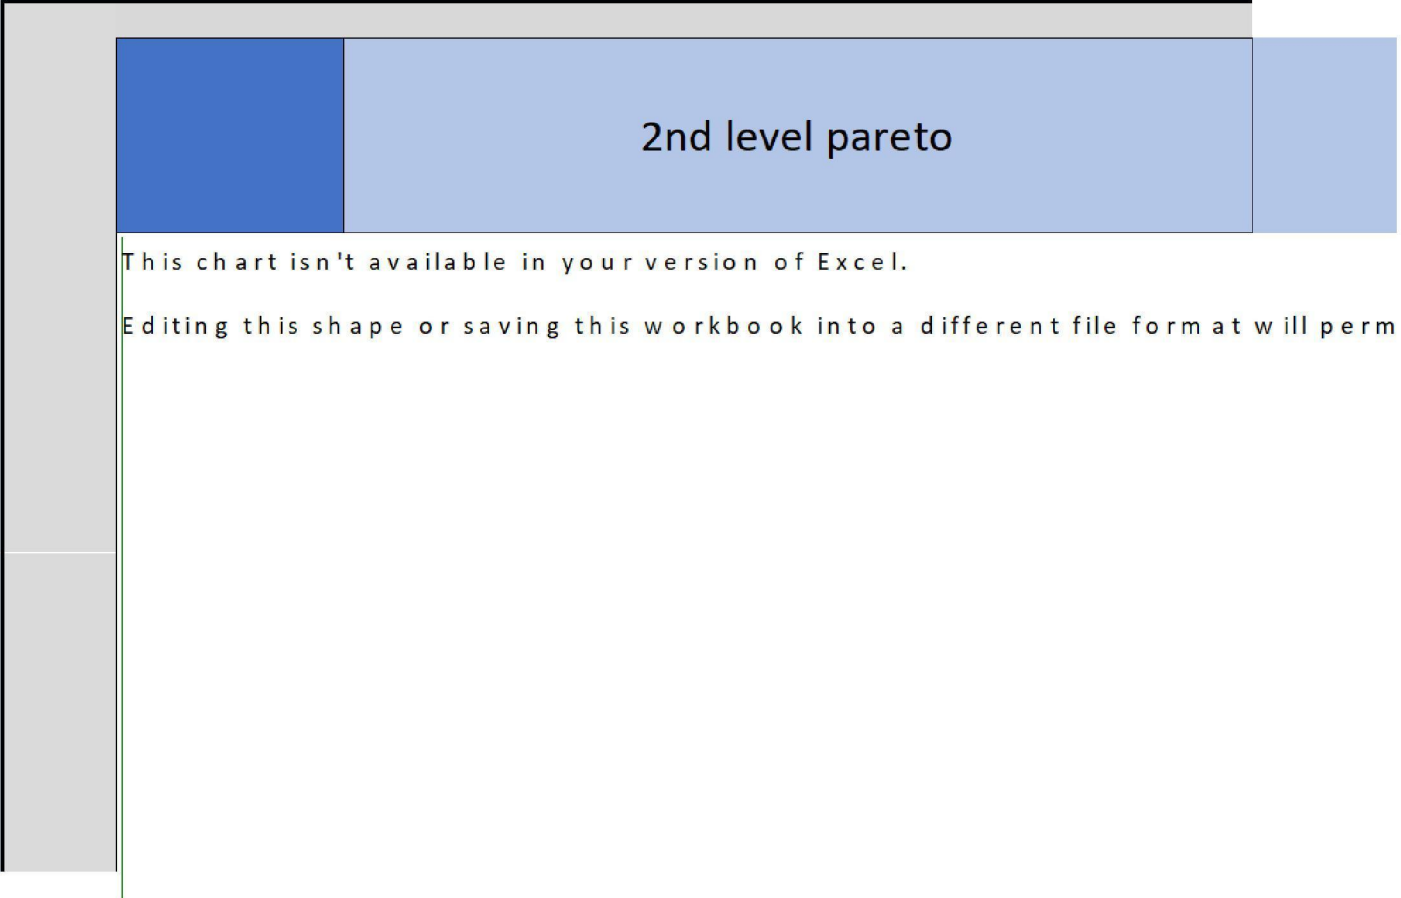 2nd level pareto
This chart isn't available in your version of Excel.
Editing this shape or saving this workbook into a different file format will perm